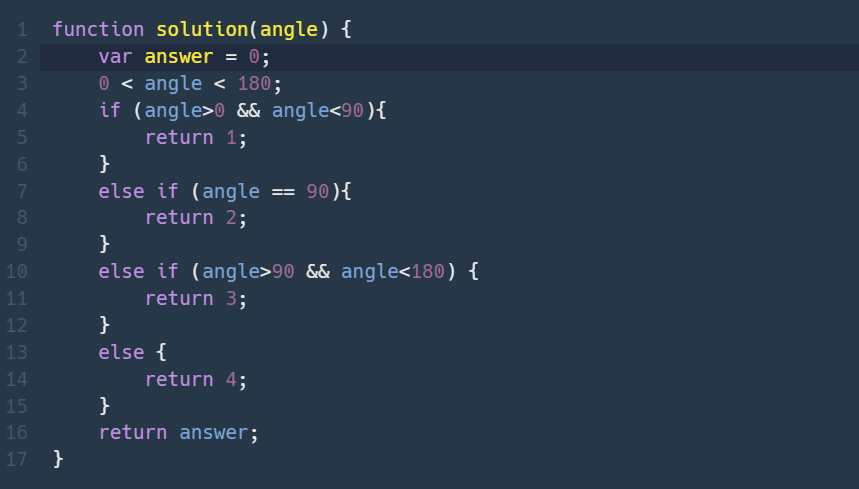 1 function solution(angle) {
2     var answer = 0;
3     0 < angle < 180;
4     if (angle>0 && angle<90){
5         return 1;
6     }
7     else if (angle == 90){
8         return 2;
9     }
10     else if (angle>90 && angle<180) {
11         return 3;
12     }
13     else {
14         return 4;
15     }
16     return answer;
17 }